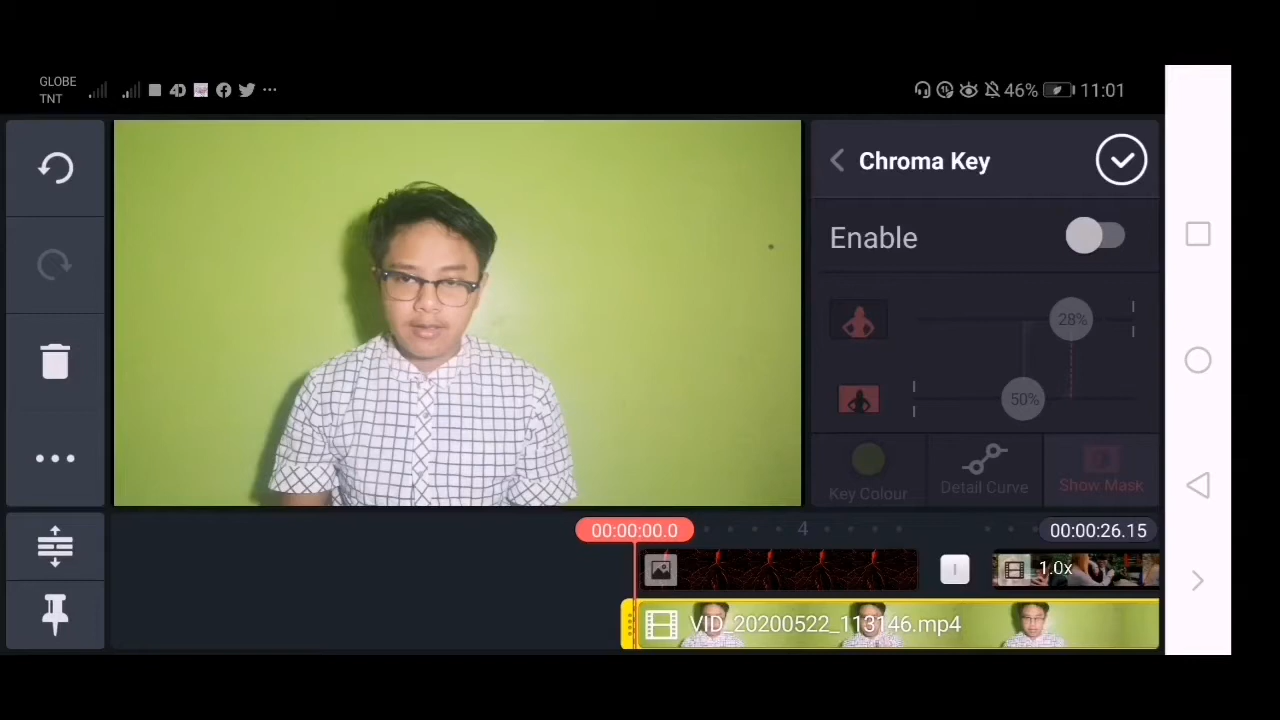 GLOBE
TNT
4D
46%
11:01
Chroma Key
Enable
28%
50%
Key Colour
Detail Curve
Show Mask
00:00:00.0
4
00:00:26.15
1.0x
VID_20200522_113146.mp4